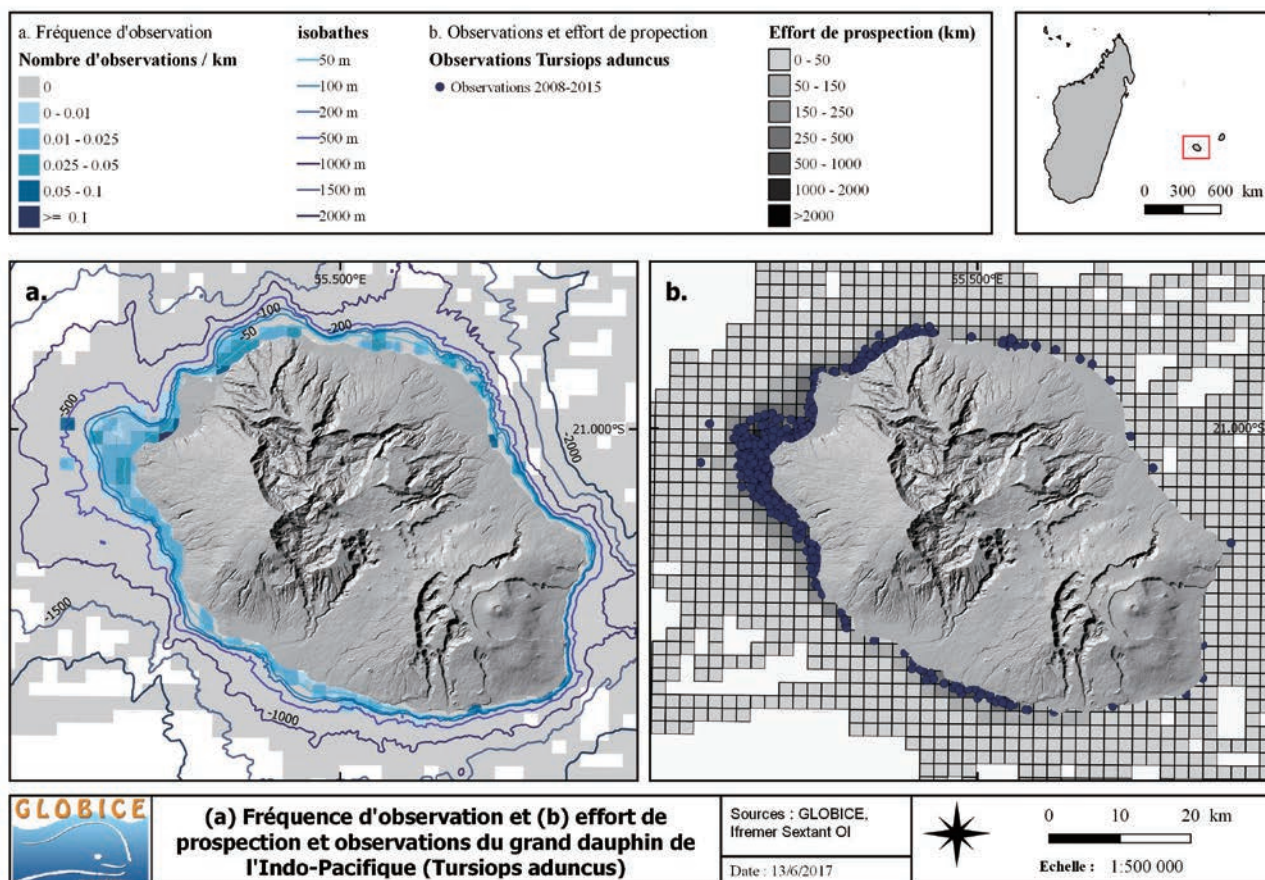 a. Fréquence d'observation
Nombre d'observations / km
0
0 - 0.01
0.01 - 0.025
0.025 - 0.05
0.05 - 0.1
>= 0.1
isobathes
50 m
100 m
200 m
500 m
1000 m
1500 m
2000 m
b. Observations et effort de propection
Observations Tursiops aduncus
Observations 2008-2015
Effort de prospection (km)
0 - 50
50 - 150
150 - 250
250 - 500
500 - 1000
1000 - 2000
>2000
0 300 600 km
a.
55.500°E
-100
-50
-200
-500
21.000°S
-2000
-1500
-1000
b.
55.500°E
21.000°S
GLOBICE
(a) Fréquence d'observation et (b) effort de
prospection et observations du grand dauphin de
l'Indo-Pacifique (Tursiops aduncus)
Sources : GLOBICE,
Ifremer Sextant OI
Date : 13/6/2017
0 10 20 km
Echelle : 1:500 000